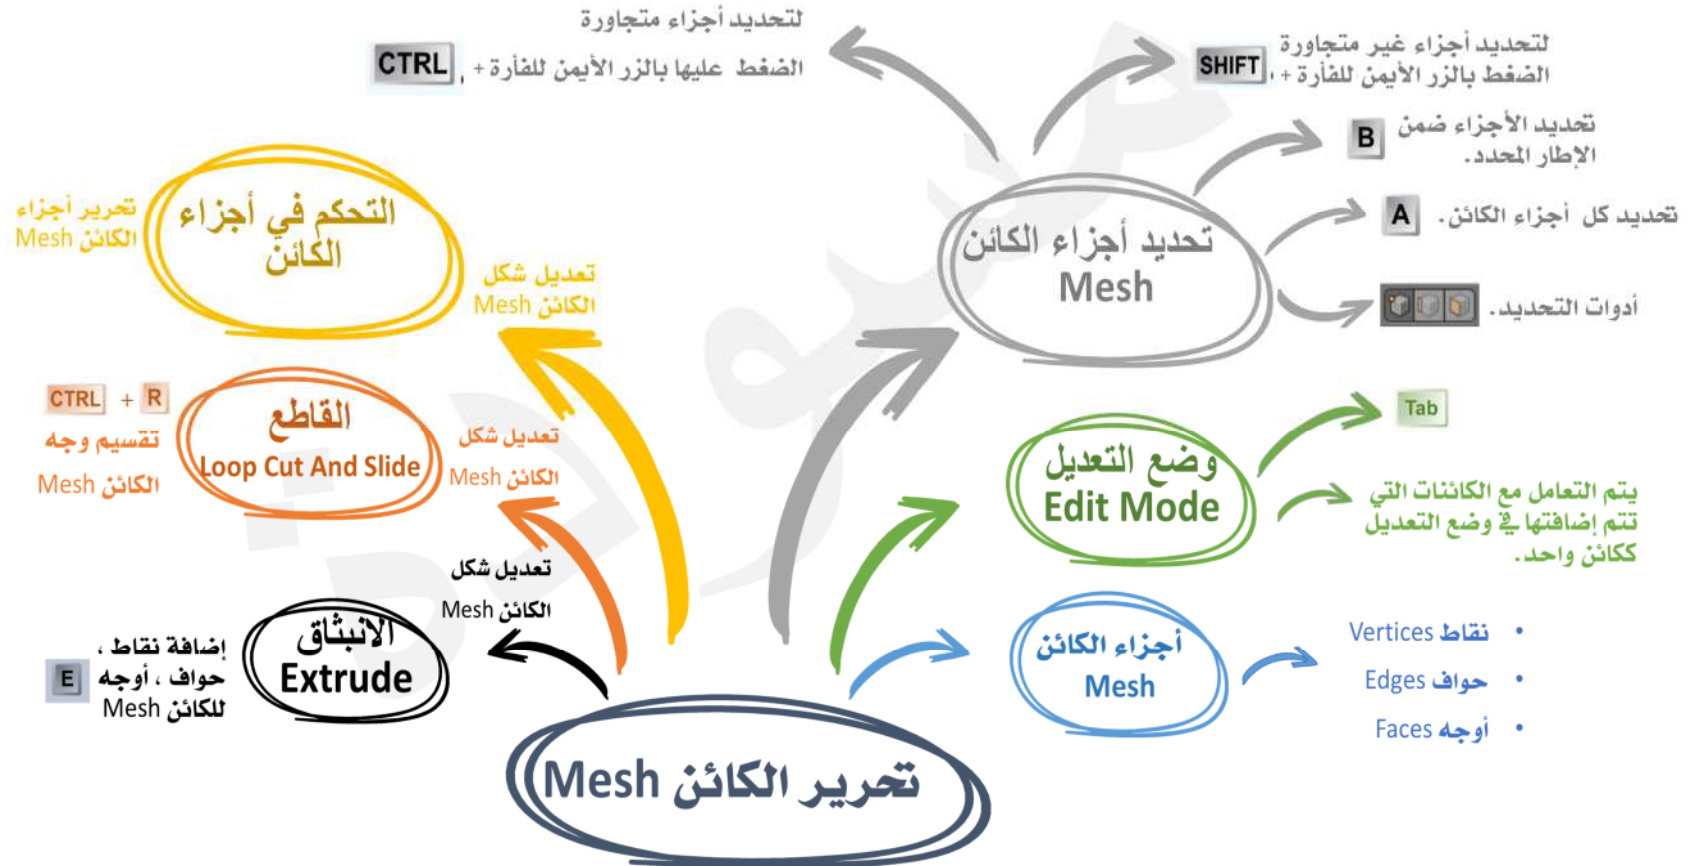 لتحديد أجزاء متجاورة
الضغط عليها بالزر الأيمن للفأرة + CTRL
لتحديد أجزاء غير متجاورة
الضغط بالزر الأيمن للفأرة + SHIFT
تحديد الأجزاء ضمن
الإطار المحدد.
B
تحديد كل أجزاء الكائن.
A
أدوات التحديد.
تحديد أجزاء الكائن
Mesh
التحكم في أجزاء
الكائن
تحرير أجزاء
الكائن Mesh
تعديل شكل
الكائن Mesh
القاطع
Loop Cut And Slide
CTRL + R
تقسيم وجه
الكائن Mesh
تعديل شكل
الكائن Mesh
وضع التعديل
Edit Mode
Tab
يتم التعامل مع الكائنات التي
تتم إضافتها في وضع التعديل
ككائن واحد.
تعديل شكل
الكائن Mesh
الانبثاق
Extrude
إضافة نقاط ،
حواف ، أوجه
للكائن Mesh
E
أجزاء الكائن
Mesh
• نقاط Vertices
• حواف Edges
• أوجه Faces
تحرير الكائن Mesh
مسودة